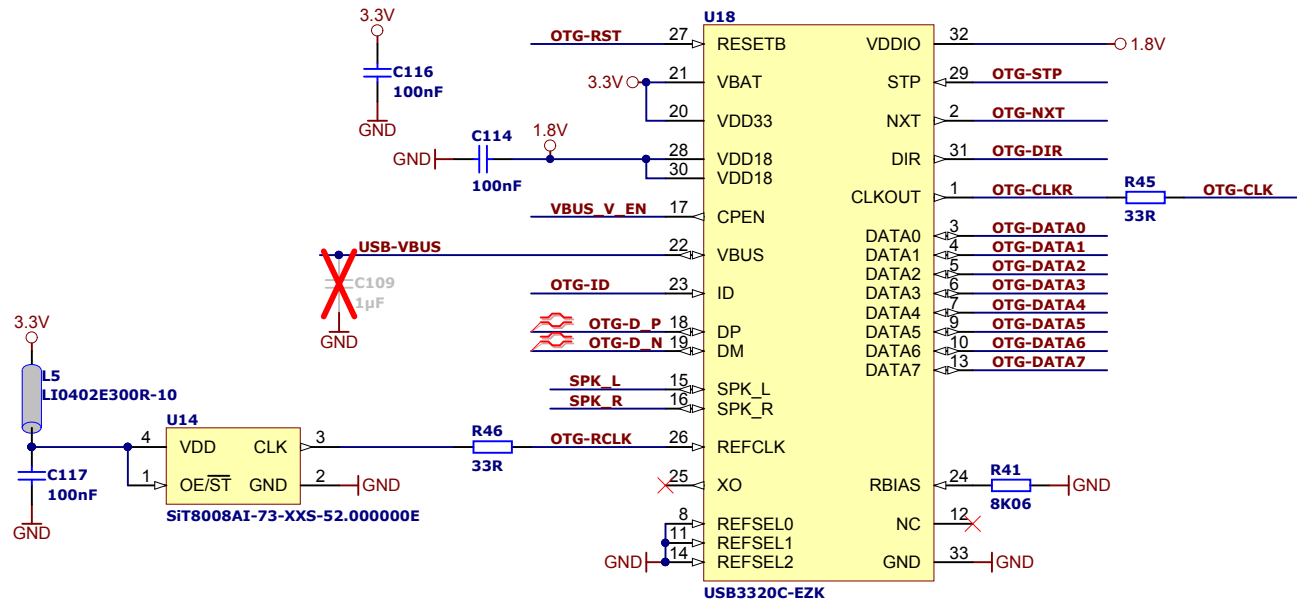 U18
3.3V
C116
100nF
GND
OTG-RST
27
RESETB
VDDIO
32
1.8V
3.3V
21
VBAT
STP
29
OTG-STP
20
VDD33
NXT
2
OTG-NXT
C114
1.8V
GND
100nF
28
VDD18
DIR
31
OTG-DIR
30
VDD18
CLKOUT
1
OTG-CLKR
R45
33R
OTG-CLK
VBUS_V_EN
17
CPEN
DATA0
3
OTG-DATA0
USB-VBUS
22
VBUS
DATA1
4
OTG-DATA1
C109
1µF
GND
DATA2
5
OTG-DATA2
OTG-ID
23
ID
DATA3
6
OTG-DATA3
DATA4
7
OTG-DATA4
OTG-D_P
18
DP
DATA5
9
OTG-DATA5
OTG-D_N
19
DM
DATA6
10
OTG-DATA6
DATA7
13
OTG-DATA7
3.3V
L5
LI0402E300R-10
SPK_L
15
SPK_L
SPK_R
16
SPK_R
U14
4
VDD
CLK
3
R46
33R
OTG-RCLK
26
REFCLK
C117
100nF
GND
1
OE/ST
GND
2
GND
SiT8008AI-73-XXS-52.000000E
25
XO
RBIAS
24
R41
8K06
GND
8
REFSEL0
NC
12
11
REFSEL1
GND
14
REFSEL2
GND
33
GND
USB3320C-EZK